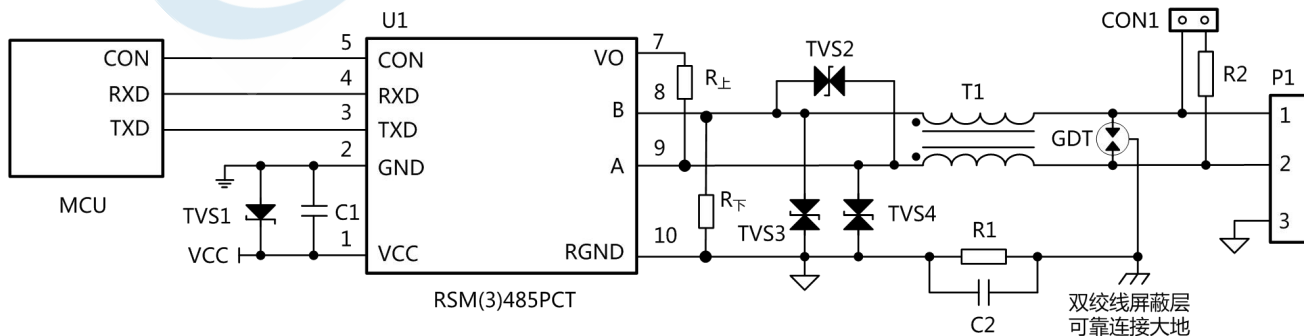 U1
CON1
CON
5
CON
VO
7
TVS2
R上
R2
P1
RXD
4
RXD
8
B
T1
1
TXD
3
TXD
GDT
2
GND
A
9
2
MCU
TVS1
C1
R下
TVS3
TVS4
R1
3
VCC
1
VCC
RGND
10
RSM(3)485PCT
C2
双绞线屏蔽层
可靠连接大地